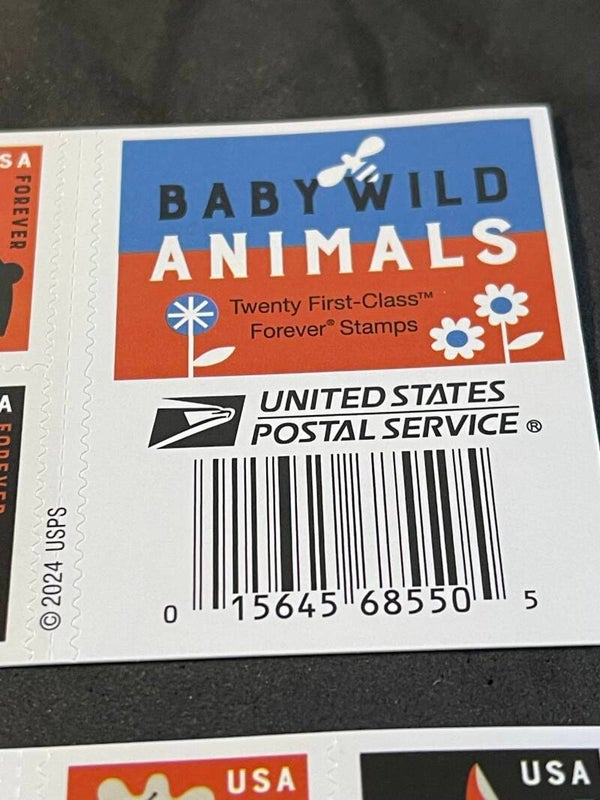 USA
FOREVER
BABY WILD
ANIMALS
Twenty First-Class™
Forever® Stamps
UNITED STATES
POSTAL SERVICE®
FOREVER
© 2024 USPS
0 15645 68550 5
USA
USA